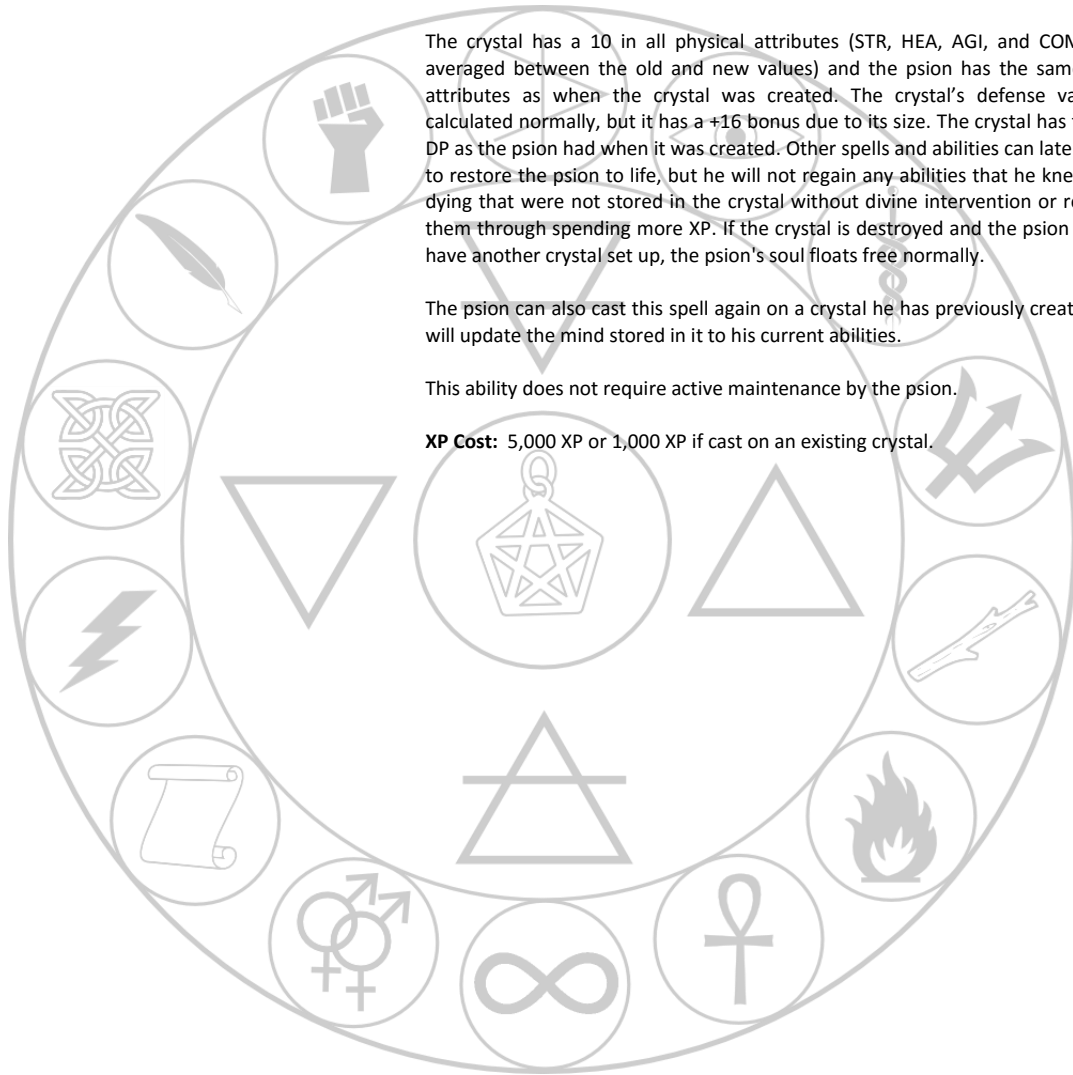 The crystal has a 10 in all physical attributes (STR, HEA, AGI, and COM
averaged between the old and new values) and the psion has the same
attributes as when the crystal was created. The crystal's defense va
calculated normally, but it has a +16 bonus due to its size. The crystal has t
DP as the psion had when it was created. Other spells and abilities can late
to restore the psion to life, but he will not regain any abilities that he kne
dying that were not stored in the crystal without divine intervention or re
them through spending more XP. If the crystal is destroyed and the psion
have another crystal set up, the psion's soul floats free normally.
The psion can also cast this spell again on a crystal he has previously creat
will update the mind stored in it to his current abilities.
This ability does not require active maintenance by the psion.
XP Cost: 5,000 XP or 1,000 XP if cast on an existing crystal.